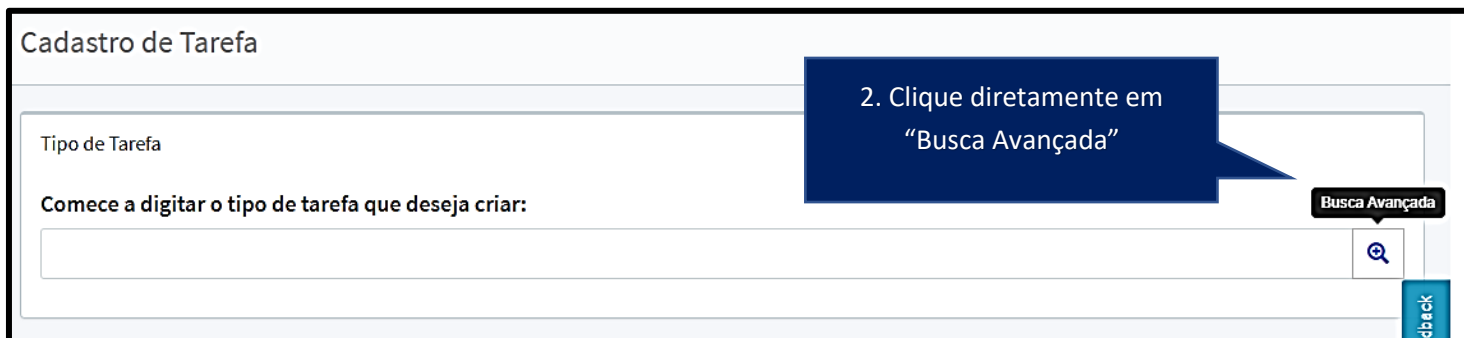 Cadastro de Tarefa
2. Clique diretamente em
“Busca Avançada”
Tipo de Tarefa
Comece a digitar o tipo de tarefa que deseja criar:
Busca Avançada
dback